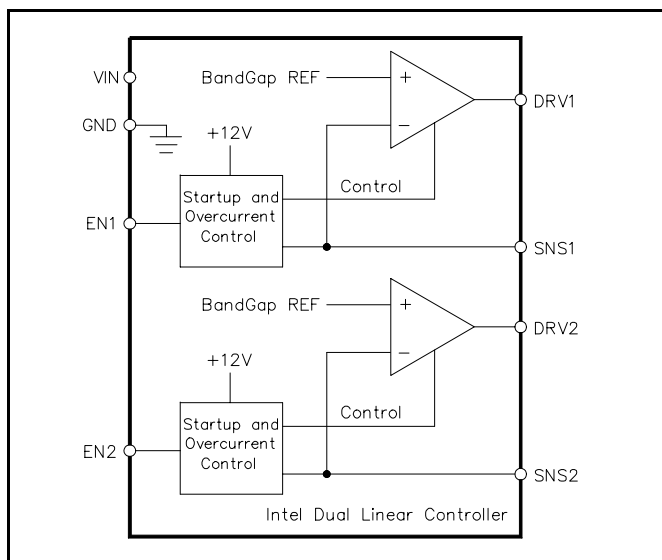 VIN
BandGap REF
+
DRV1
GND
+12V
−
Control
Startup and
Overcurrent
Control
EN1
SNS1
BandGap REF
+
DRV2
+12V
−
Control
Startup and
Overcurrent
Control
EN2
SNS2
Intel Dual Linear Controller